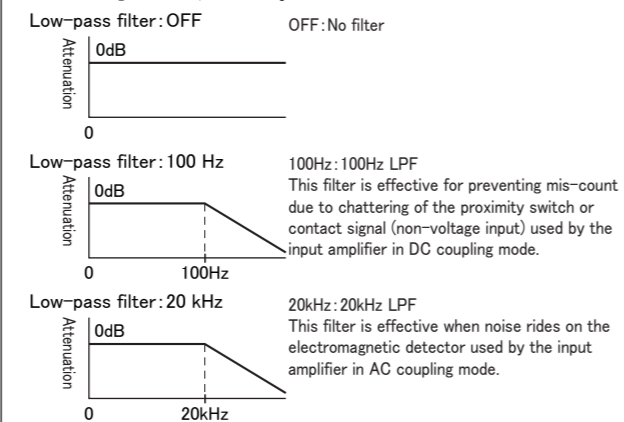 Low-pass filter:OFF
OFF:No filter
Attenuation
0dB
0
Low-pass filter:100 Hz
100Hz:100Hz LPF
This filter is effective for preventing mis-count
due to chattering of the proximity switch or
contact signal (non-voltage input) used by the
input amplifier in DC coupling mode.
Attenuation
0dB
0
100Hz
Low-pass filter:20 kHz
20kHz:20kHz LPF
This filter is effective when noise rides on the
electromagnetic detector used by the input
amplifier in AC coupling mode.
Attenuation
0dB
0
20kHz